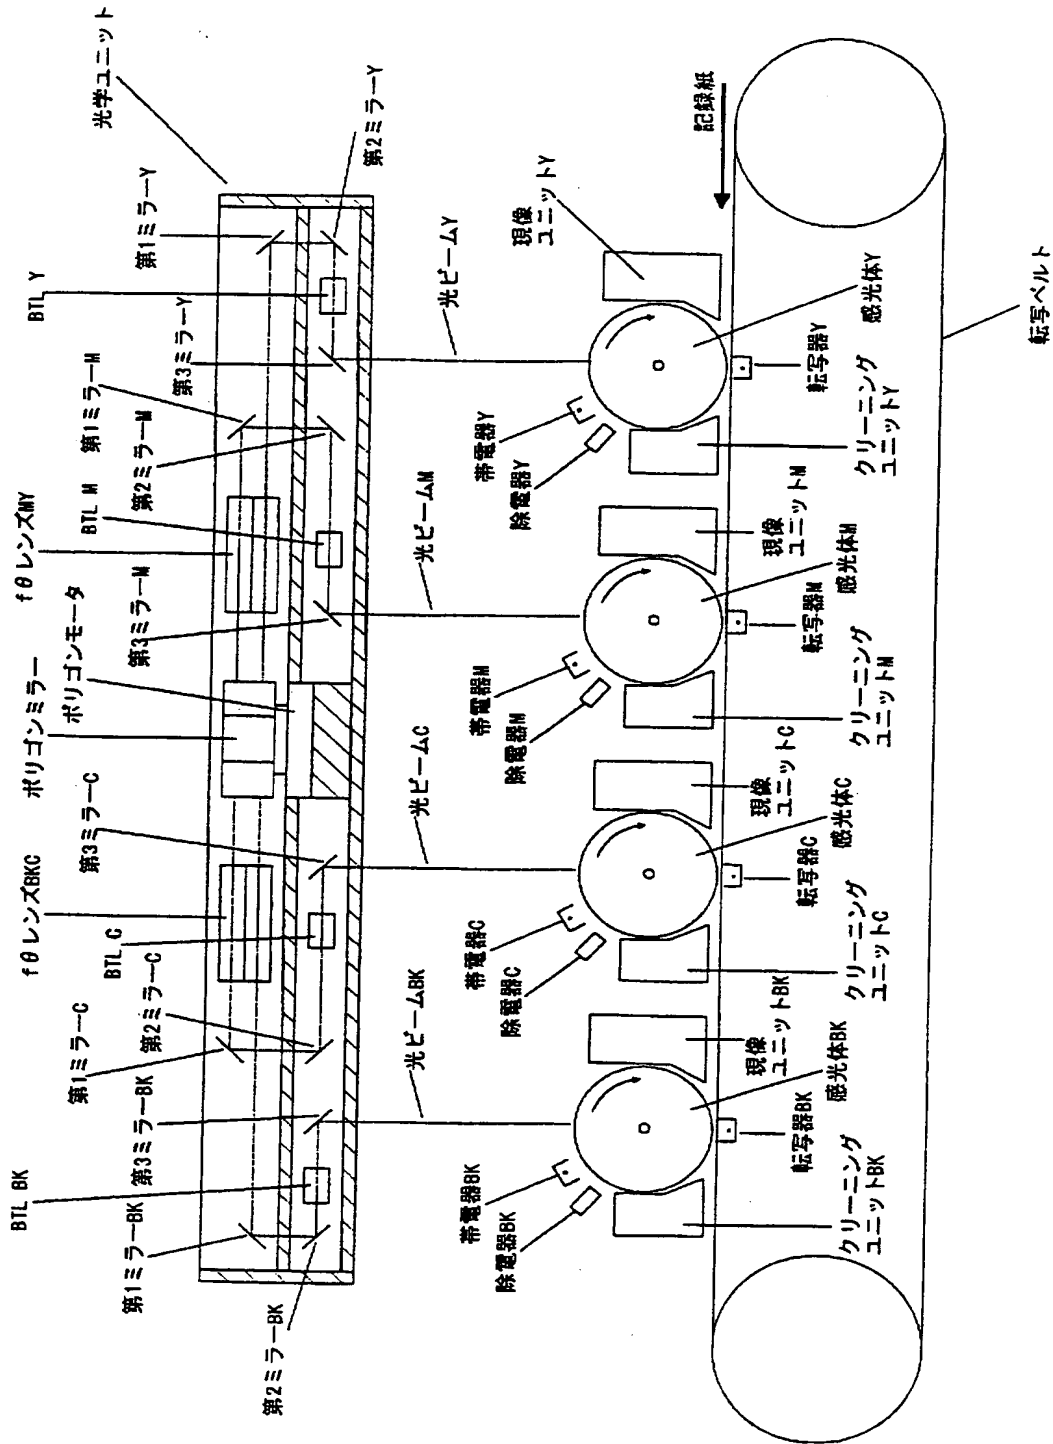 光学ユニット
第2ミラーY
第1ミラーY
BTL Y
第3ミラーY
第1ミラーM
第2ミラーM
BTL M
fθレンズMY
第3ミラーM
ポリゴンモータ
ポリゴンミラー
第3ミラーC
fθレンズBKC
BTL C
第2ミラーC
第1ミラーC
第3ミラーBK
BTL BK
第1ミラーBK
第2ミラーBK
光ビームY
光ビームM
光ビームC
光ビームBK
記録紙
現像
ユニットY
感光体Y
転写器Y
帯電器Y
除電器Y
クリーニング
ユニットY
現像
ユニットM
感光体M
転写器M
帯電器M
除電器M
クリーニング
ユニットM
現像
ユニットC
感光体C
転写器C
帯電器C
除電器C
クリーニング
ユニットC
現像
ユニットBK
感光体BK
転写器BK
帯電器BK
除電器BK
クリーニング
ユニットBK
転写ベルト